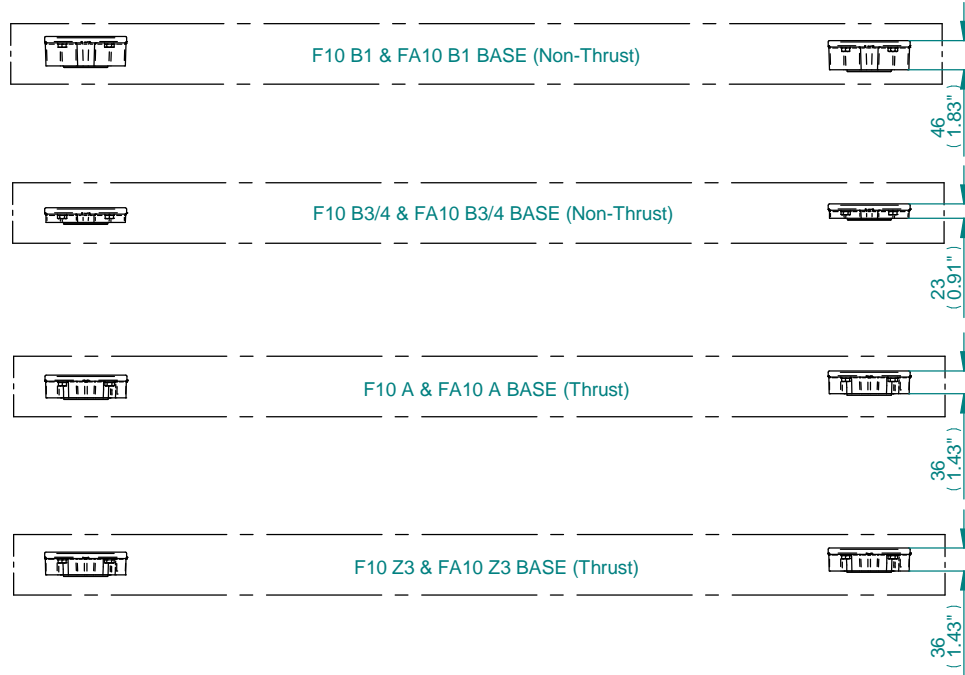 F10 B1 & FA10 B1 BASE (Non-Thrust)
46
( 1.83" )
F10 B3/4 & FA10 B3/4 BASE (Non-Thrust)
23
( 0.91" )
F10 A & FA10 A BASE (Thrust)
36
( 1.43" )
F10 Z3 & FA10 Z3 BASE (Thrust)
36
( 1.43" )